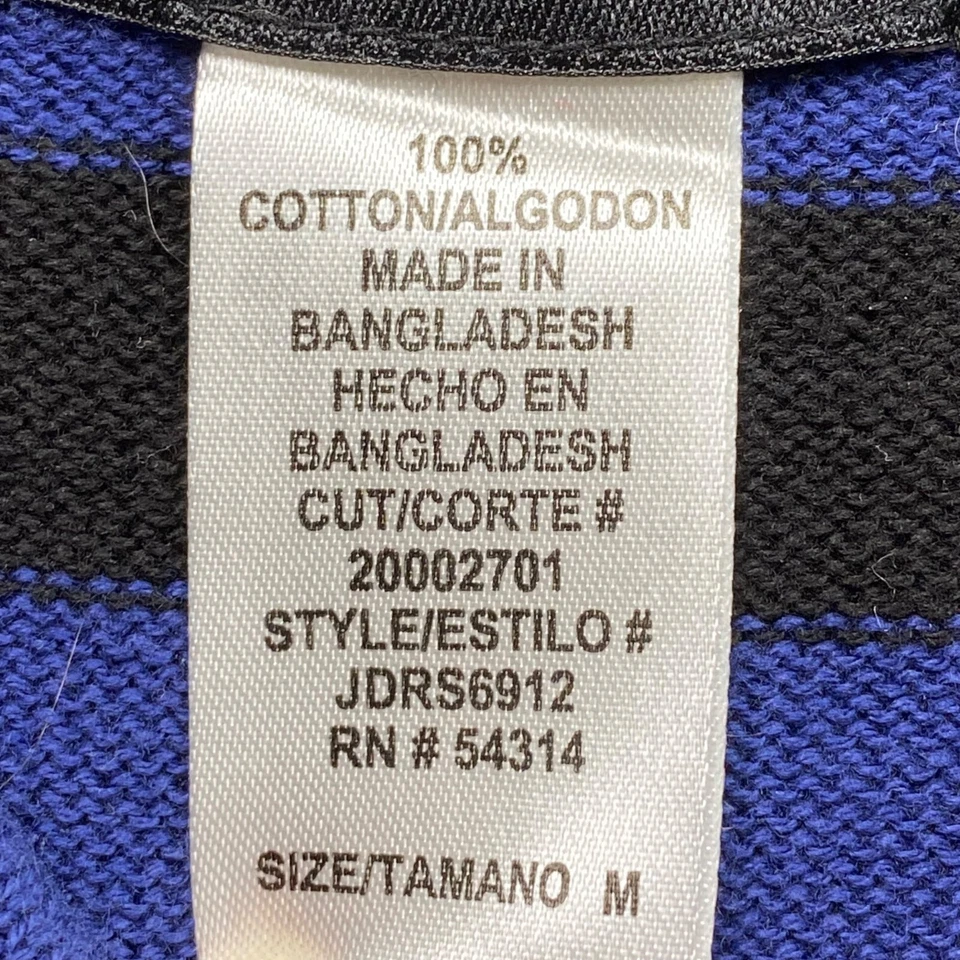 100%
COTTON/ALGODON
MADE IN
BANGLADESH
HECHO EN
BANGLADESH
CUT/CORTE #
20002701
STYLE/ESTILO #
JDRS6912
RN # 54314
SIZE/TAMANO M